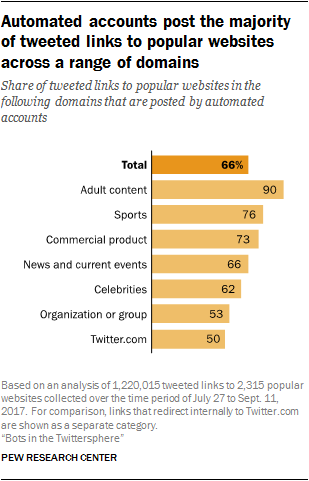 Automated accounts post the majority
of tweeted links to popular websites
across a range of domains
Share of tweeted links to popular websites in the
following domains that are posted by automated
accounts
Total 66%
Adult content 90
Sports 76
Commercial product 73
News and current events 66
Celebrities 62
Organization or group 53
Twitter.com 50
Based on an analysis of 1,220,015 tweeted links to 2,315 popular
websites collected over the time period of July 27 to Sept. 11,
2017. For comparison, links that redirect internally to Twitter.com
are shown as a separate category.
“Bots in the Twittersphere”
PEW RESEARCH CENTER